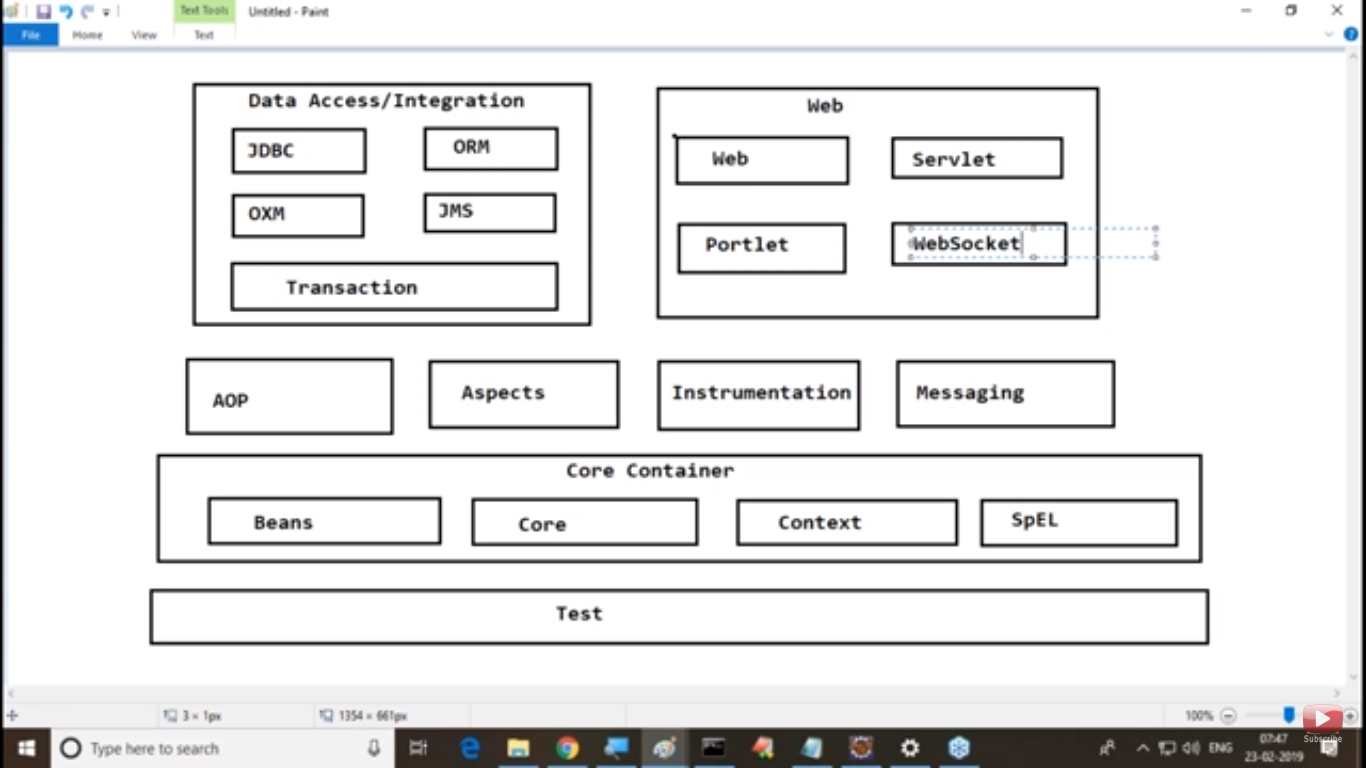 Text Tools
Untitled - Paint
File
Home
View
Text
Data Access/Integration
JDBC
ORM
OXM
JMS
Transaction
Web
Web
Servlet
Portlet
WebSocket
AOP
Aspects
Instrumentation
Messaging
Core Container
Beans
Core
Context
SpEL
Test
3 × 1px
1354 × 661px
100%
Subscribe
Type here to search
ENG
07:47
23-02-2019